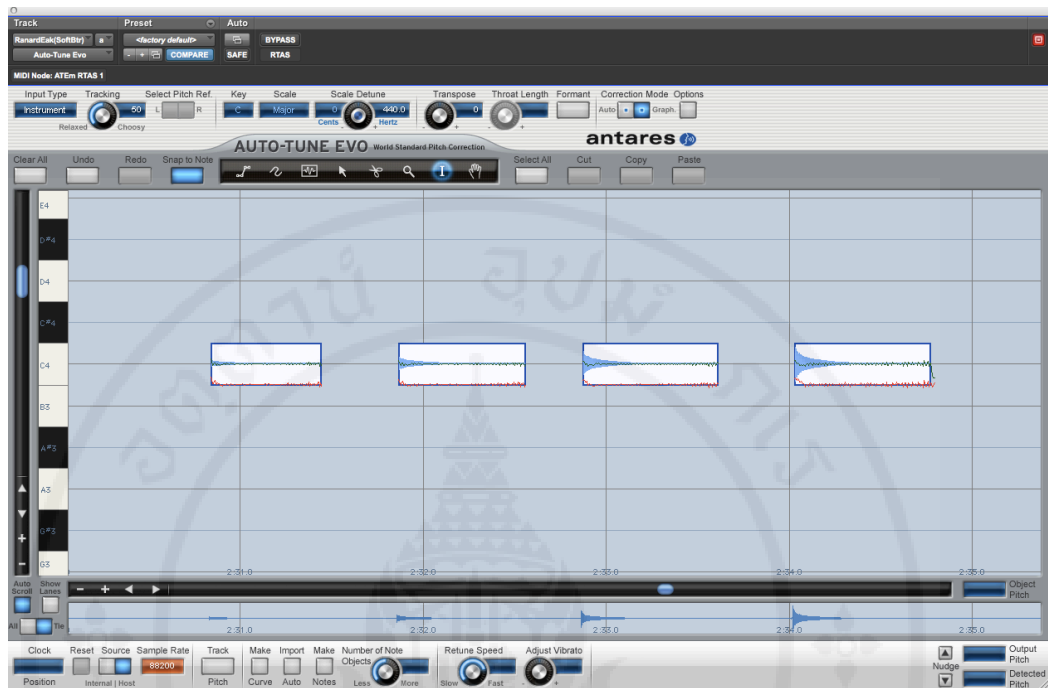 Track Preset Auto
RanardEak(SoftBtr) a <factory default> BYPASS
Auto-Tune Evo - + COMPARE SAFE RTAS
MIDI Node: ATEm RTAS 1
Input Type Tracking Select Pitch Ref. Key Scale Scale Detune Transpose Throat Length Formant Correction Mode Options
Instrument 50 L R C Major 0 440.0 0 Auto Graph.
Relaxed Choosy Cents - + Hertz - + - +
antares
AUTO-TUNE EVO World Standard Pitch Correction
Clear All Undo Redo Snap to Note Select All Cut Copy Paste
E4
D#4
D4
C#4
C4
B3
A#3
A3
G#3
G3
2:31.0 2:32.0 2:33.0 2:34.0 2:35.0
Auto Scroll Show Lanes - + Object Pitch
All Tie 2:31.0 2:32.0 2:33.0 2:34.0 2:35.0
Clock Reset Source Sample Rate Track Make Import Make Number of Note Objects Retune Speed Adjust Vibrato Output Pitch
88200 Nudge
Position Internal | Host Pitch Curve Auto Notes Less More Slow Fast - + Detected Pitch